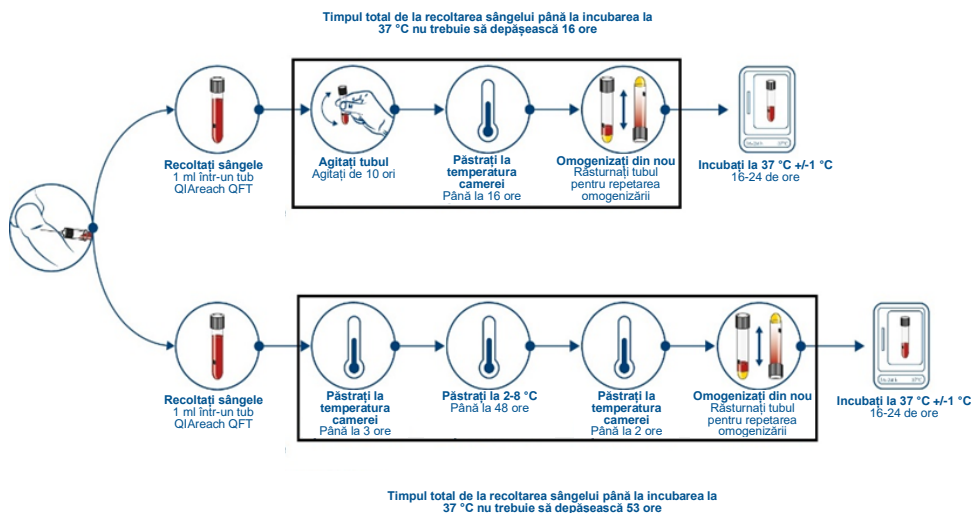 Timpul total de la recoltarea sângelui până la incubarea la
37 °C nu trebuie să depășească 16 ore
Recoltați sângele
1 ml într-un tub
QIAreach QFT
Agitați tubul
Agitați de 10 ori
Păstrați la
temperatura
camerei
Până la 16 ore
Omogenizați din nou
Răsturnați tubul
pentru repetarea
omogenizării
Incubați la 37 °C +/-1 °C
16-24 de ore
Recoltați sângele
1 ml într-un tub
QIAreach QFT
Păstrați la
temperatura
camerei
Până la 3 ore
Păstrați la 2-8 °C
Până la 48 ore
Păstrați la
temperatura
camerei
Până la 2 ore
Omogenizați din nou
Răsturnați tubul
pentru repetarea
omogenizării
Incubați la 37 °C +/-1 °C
16-24 de ore
Timpul total de la recoltarea sângelui până la incubarea la
37 °C nu trebuie să depășească 53 ore